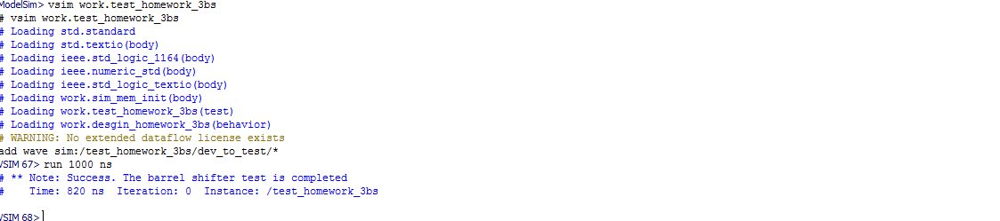 ModelSim> vsim work.test_homework_3bs
# vsim work.test_homework_3bs
# Loading std.standard
# Loading std.textio(body)
# Loading ieee.std_logic_1164(body)
# Loading ieee.numeric_std(body)
# Loading ieee.std_logic_textio(body)
# Loading work.sim_mem_init(body)
# Loading work.test_homework_3bs(test)
# Loading work.desgin_homework_3bs(behavior)
# WARNING: No extended dataflow license exists
add wave sim:/test_homework_3bs/dev_to_test/*
VSIM 67> run 1000 ns
# ** Note: Success. The barrel shifter test is completed
#    Time: 820 ns  Iteration: 0  Instance: /test_homework_3bs
VSIM 68>